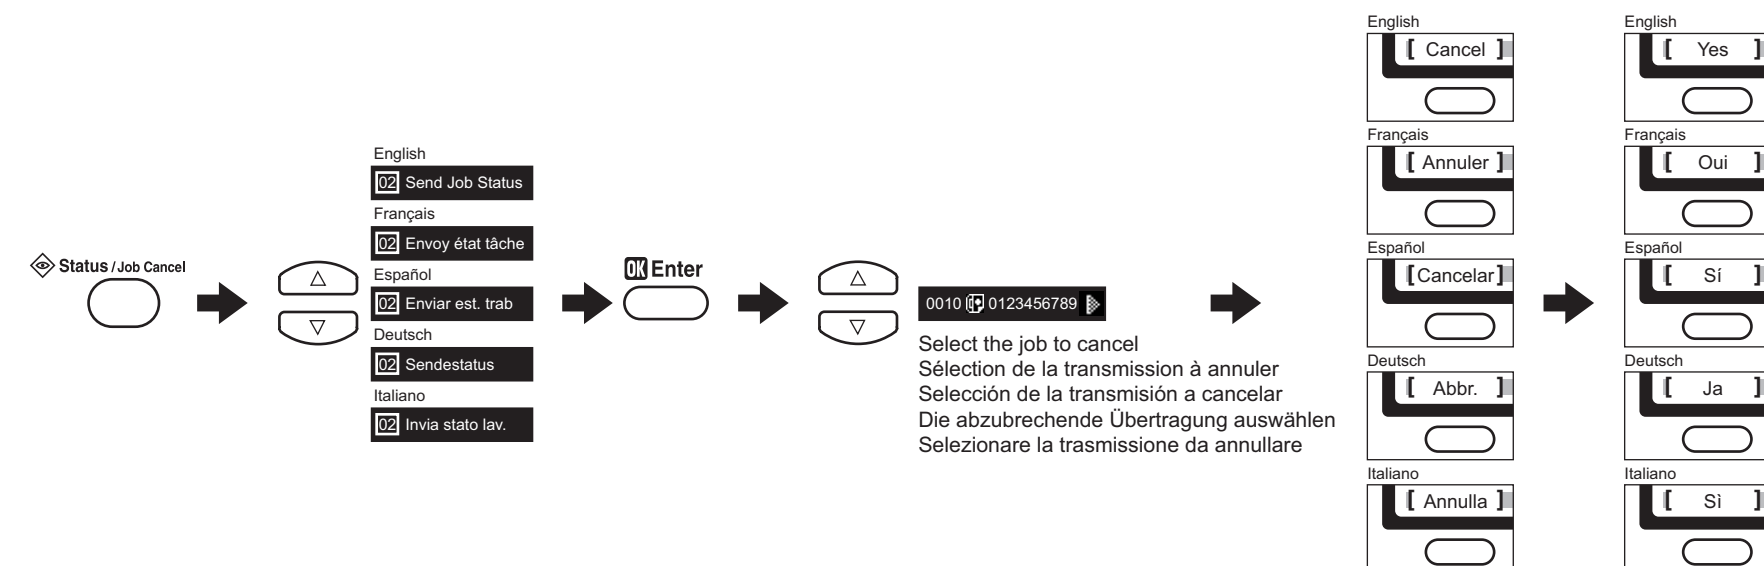 Status / Job Cancel
English
02 Send Job Status
Français
02 Envoy état tâche
Español
02 Enviar est. trab
Deutsch
02 Sendestatus
Italiano
02 Invia stato lav.
OK Enter
0010 0123456789
Select the job to cancel
Sélection de la transmission à annuler
Selección de la transmisión a cancelar
Die abzubrechende Übertragung auswählen
Selezionare la trasmissione da annullare
English
[ Cancel ]
Français
[ Annuler ]
Español
[ Cancelar ]
Deutsch
[ Abbr. ]
Italiano
[ Annulla ]
English
[ Yes ]
Français
[ Oui ]
Español
[ Sí ]
Deutsch
[ Ja ]
Italiano
[ Sì ]